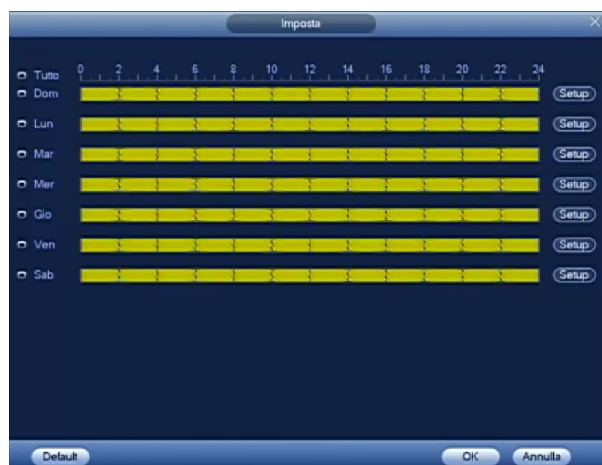 Imposta
Tutto 0 2 4 6 8 10 12 14 16 18 20 22 24
Dom Setup
Lun Setup
Mar Setup
Mer Setup
Gio Setup
Ven Setup
Sab Setup
Default OK Annulla